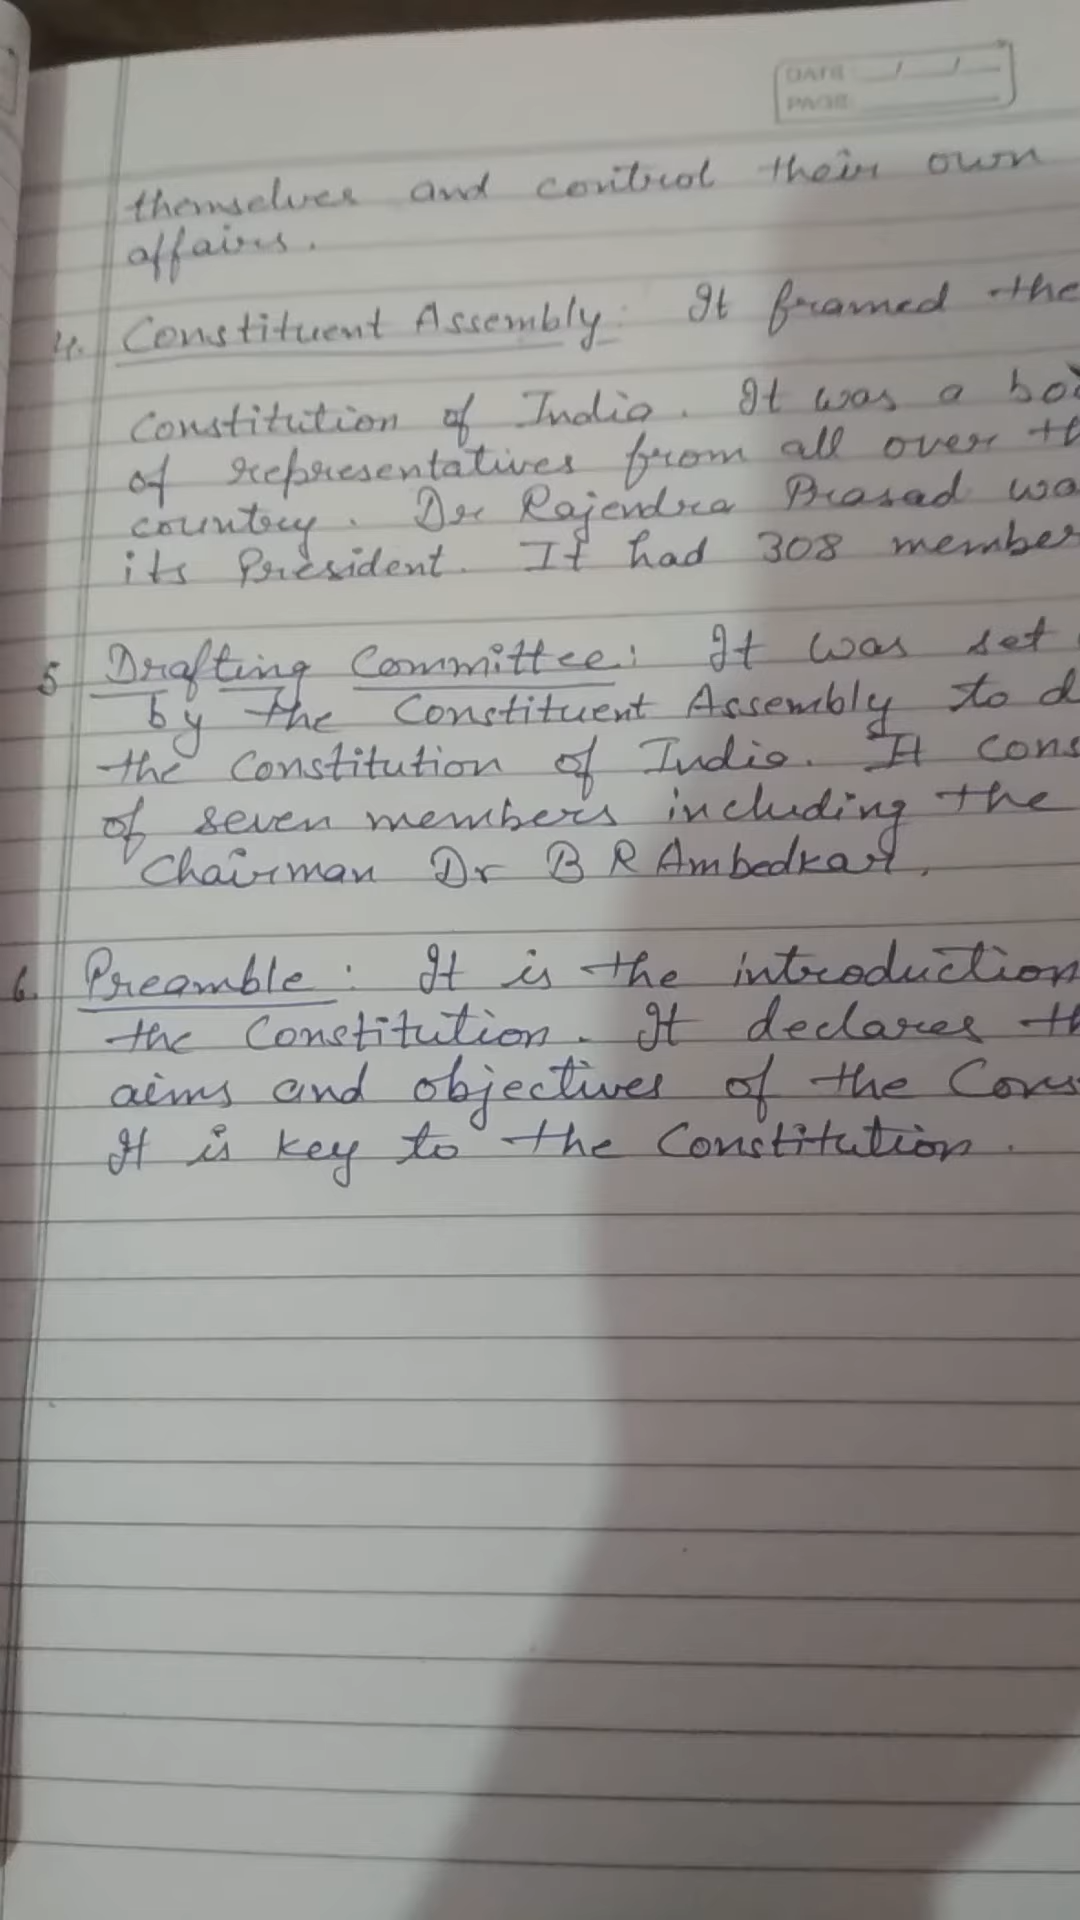 DATE
PAGE
themselves and control their own
affairs.
4. Constituent Assembly: It framed the
Constitution of India. It was a
of representatives from all over
country. Dr Rajendra Prasad
its President. It had 308 member
5 Drafting Committee: It was set
by the Constituent Assembly to
the Constitution of India. It
of seven members including the
Chairman Dr B R Ambedkar.
6. Preamble: It is the introduction
the Constitution. It declares
aims and objectives of the
It is key to the Constitution.